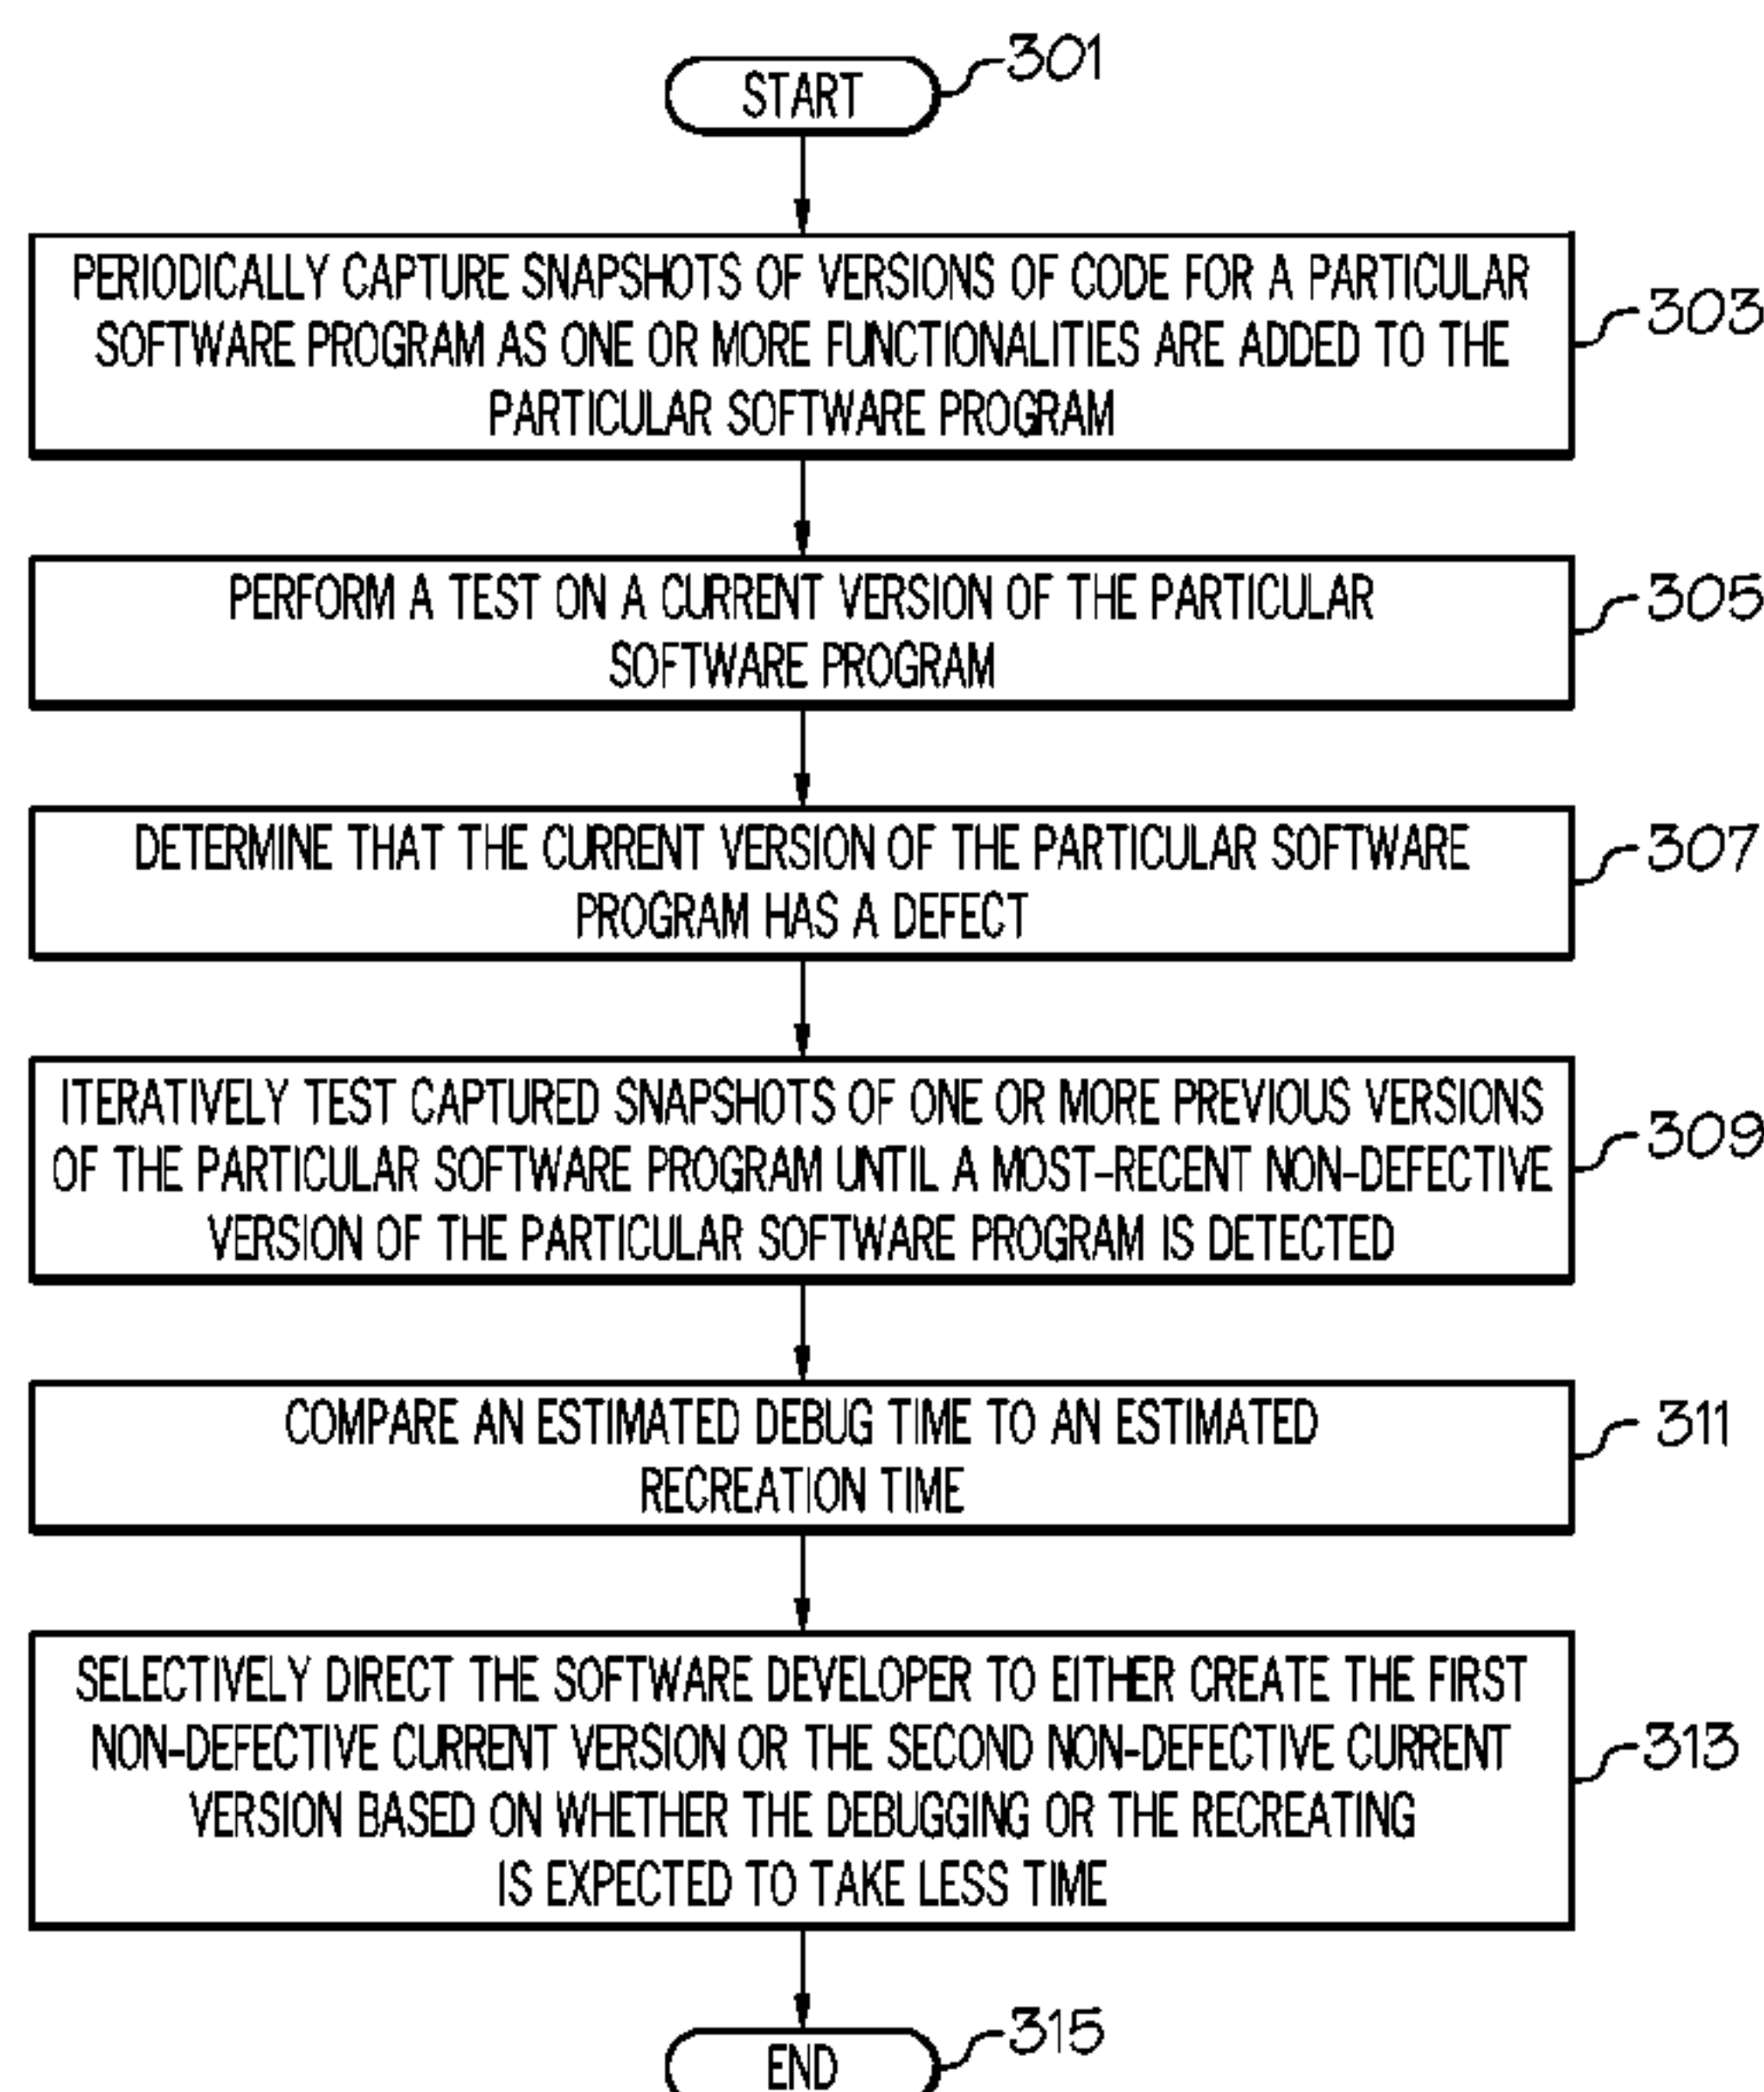 START
301
PERIODICALLY CAPTURE SNAPSHOTS OF VERSIONS OF CODE FOR A PARTICULAR
SOFTWARE PROGRAM AS ONE OR MORE FUNCTIONALITIES ARE ADDED TO THE
PARTICULAR SOFTWARE PROGRAM
303
PERFORM A TEST ON A CURRENT VERSION OF THE PARTICULAR
SOFTWARE PROGRAM
305
DETERMINE THAT THE CURRENT VERSION OF THE PARTICULAR SOFTWARE
PROGRAM HAS A DEFECT
307
ITERATIVELY TEST CAPTURED SNAPSHOTS OF ONE OR MORE PREVIOUS VERSIONS
OF THE PARTICULAR SOFTWARE PROGRAM UNTIL A MOST-RECENT NON-DEFECTIVE
VERSION OF THE PARTICULAR SOFTWARE PROGRAM IS DETECTED
309
COMPARE AN ESTIMATED DEBUG TIME TO AN ESTIMATED
RECREATION TIME
311
SELECTIVELY DIRECT THE SOFTWARE DEVELOPER TO EITHER CREATE THE FIRST
NON-DEFECTIVE CURRENT VERSION OR THE SECOND NON-DEFECTIVE CURRENT
VERSION BASED ON WHETHER THE DEBUGGING OR THE RECREATING
IS EXPECTED TO TAKE LESS TIME
313
END
315